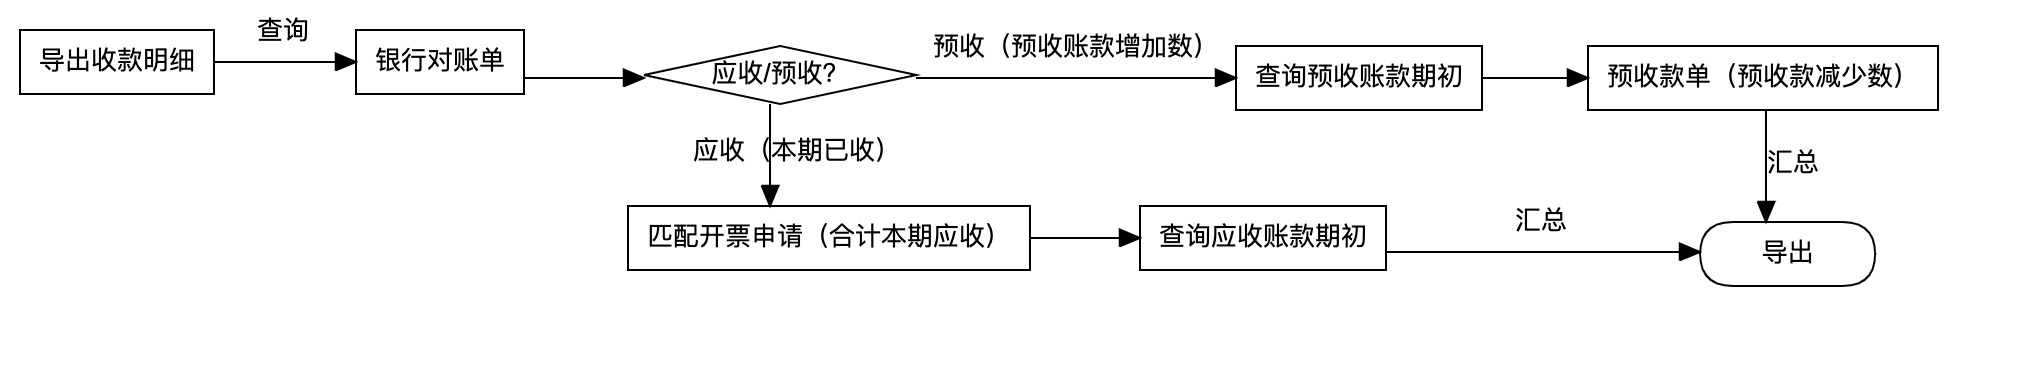 导出收款明细
查询
银行对账单
应收/预收?
预收（预收账款增加数）
查询预收账款期初
预收款单（预收款减少数）
应收（本期已收）
汇总
匹配开票申请（合计本期应收）
查询应收账款期初
汇总
导出